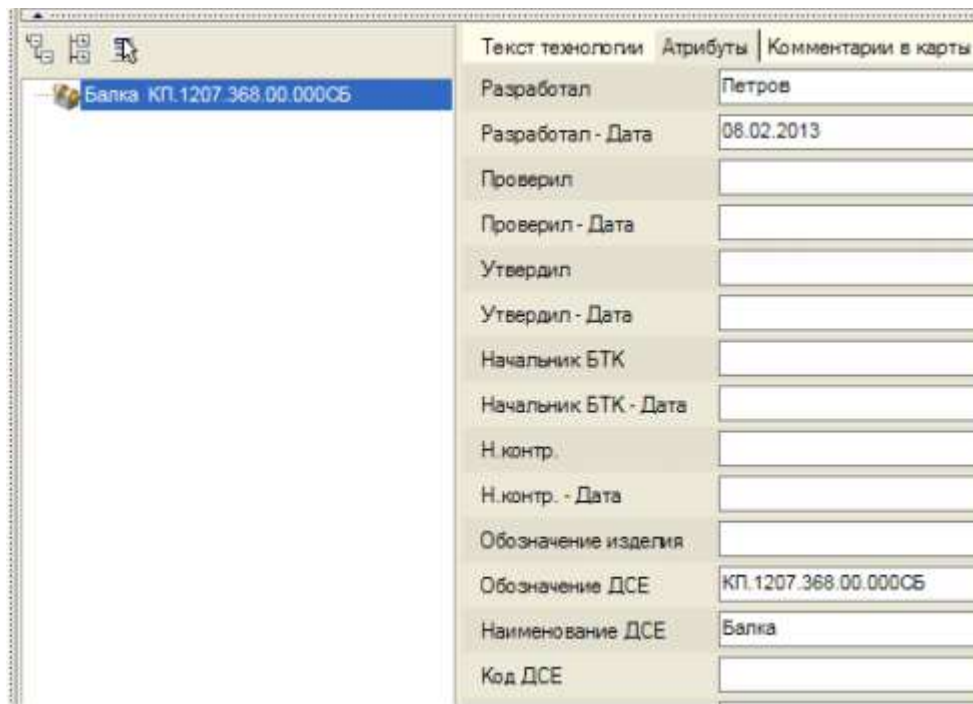 Текст технологии Атрибуты Комментарии в карты
Балка КП.1207.368.00.000СБ
Разработал Петров
Разработал - Дата 08.02.2013
Проверил
Проверил - Дата
Утвердил
Утвердил - Дата
Начальник БТК
Начальник БТК - Дата
Н.контр.
Н.контр. - Дата
Обозначение изделия
Обозначение ДСЕ КП.1207.368.00.000СБ
Наименование ДСЕ Балка
Код ДСЕ